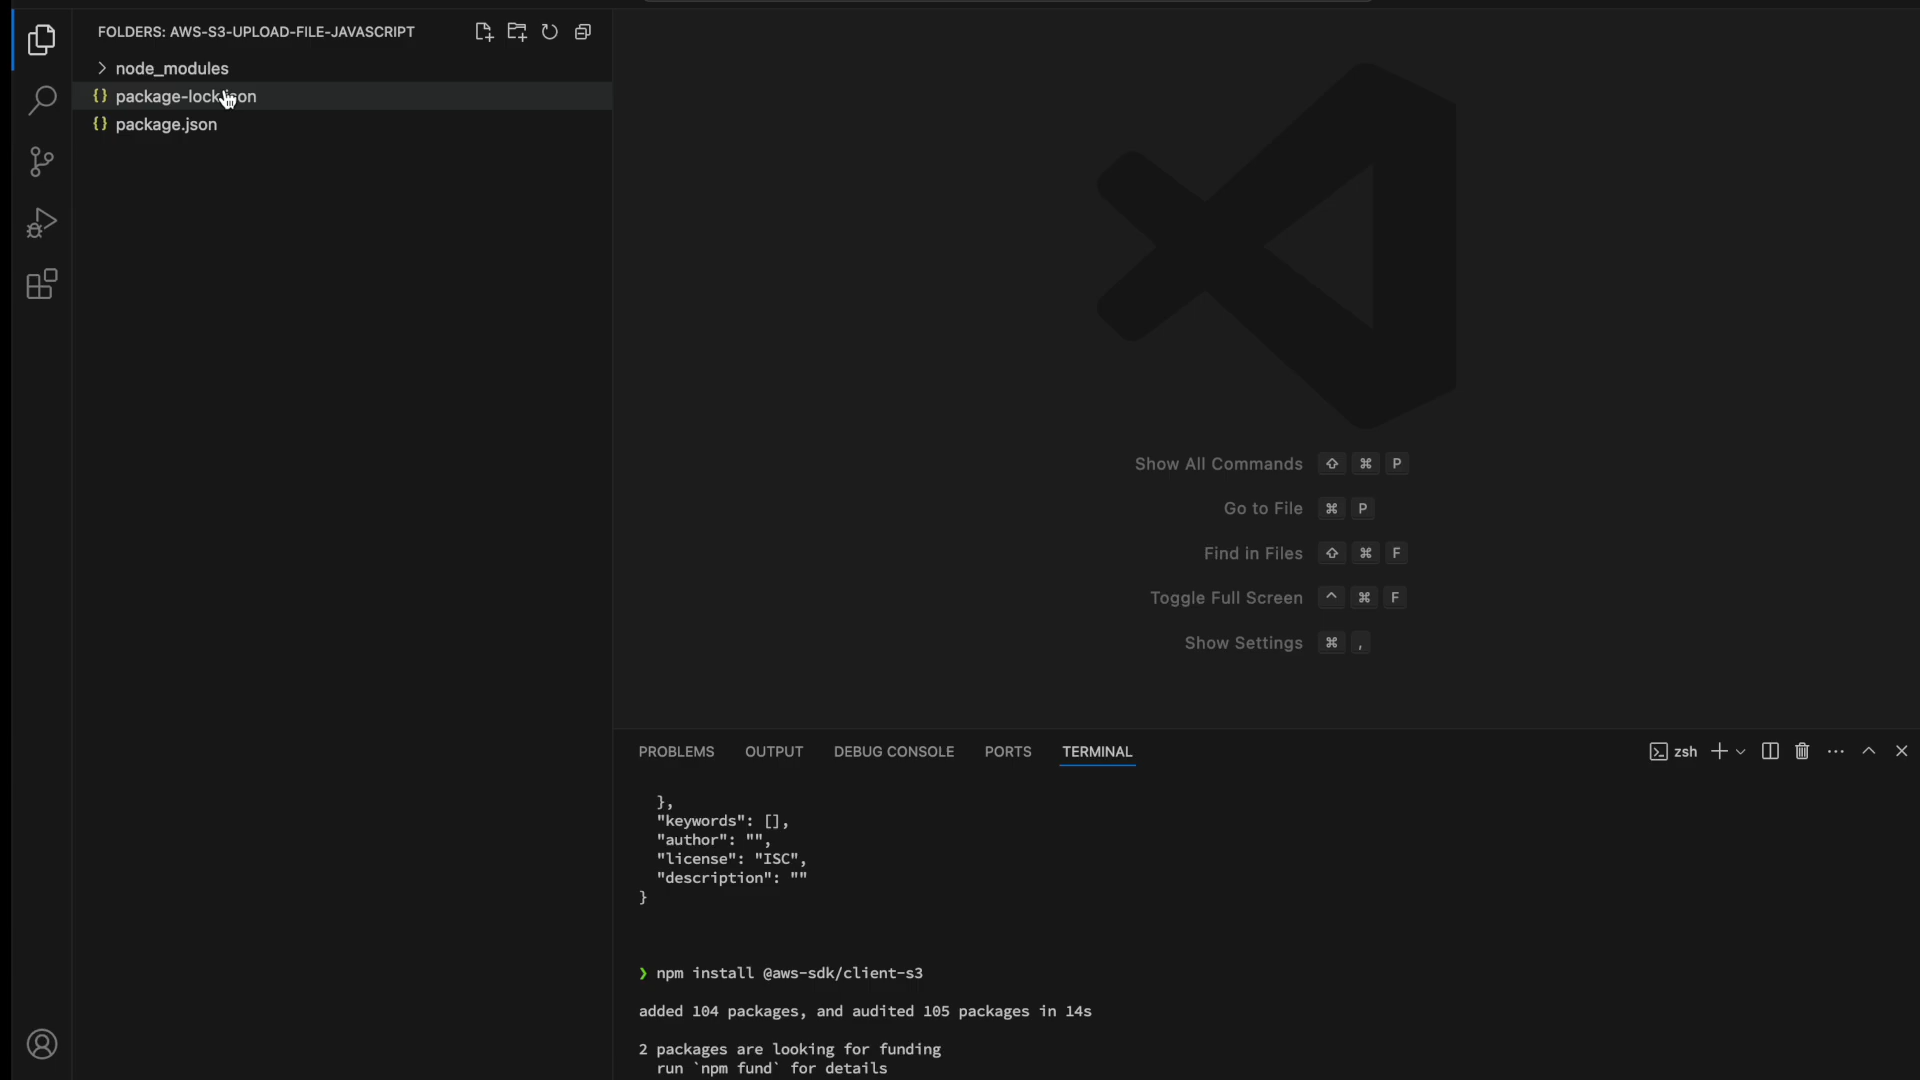 FOLDERS: AWS-S3-UPLOAD-FILE-JAVASCRIPT
node_modules
{} package-lock.json
{} package.json
Show All Commands ⇧ ⌘ P
Go to File ⌘ P
Find in Files ⇧ ⌘ F
Toggle Full Screen ^ ⌘ F
Show Settings ⌘ ,
PROBLEMS OUTPUT DEBUG CONSOLE PORTS TERMINAL zsh
},
"keywords": [],
"author": "",
"license": "ISC",
"description": ""
}
❯ npm install @aws-sdk/client-s3
added 104 packages, and audited 105 packages in 14s
2 packages are looking for funding
run `npm fund` for details